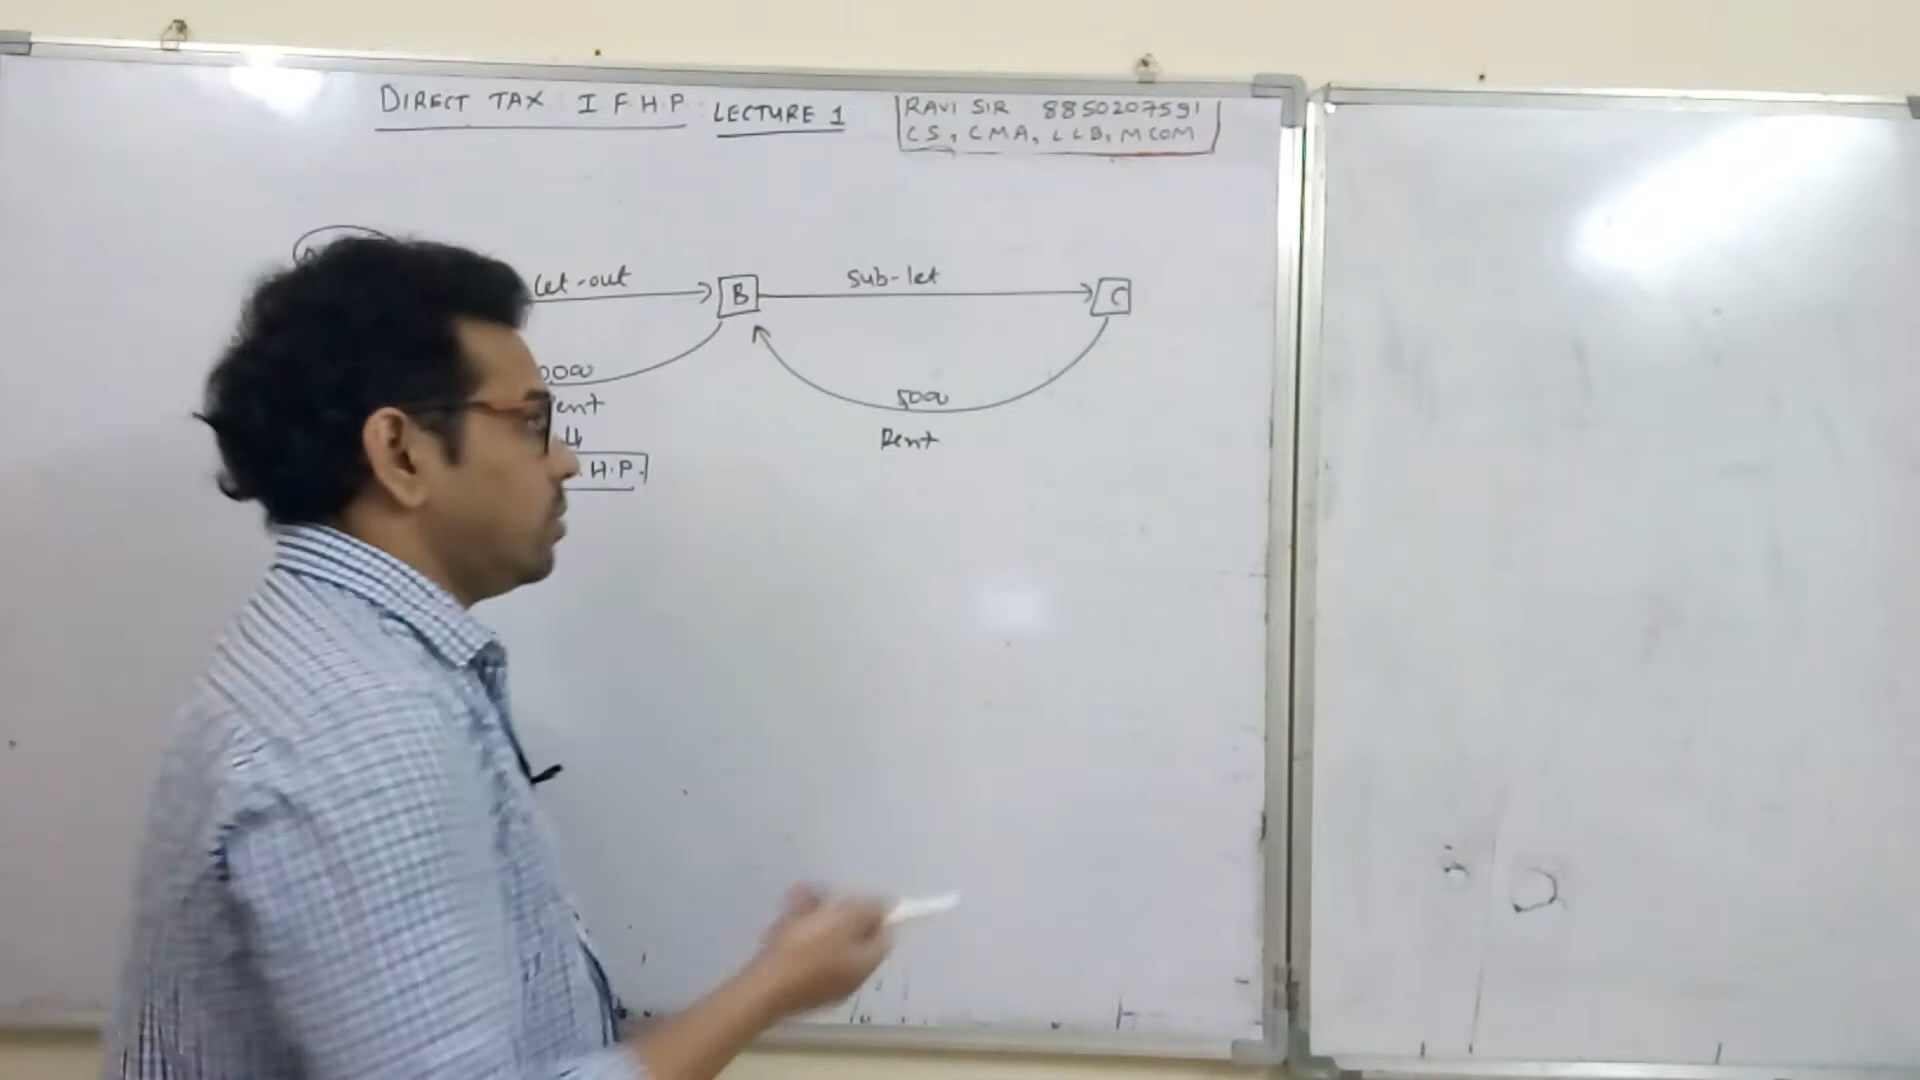 DIRECT TAX I F H P : LECTURE 1
RAVI SIR 8850207591
CS, CMA, LLB, MCOM
Let-out
B
Sub-let
C
5000
Rent
H.P.